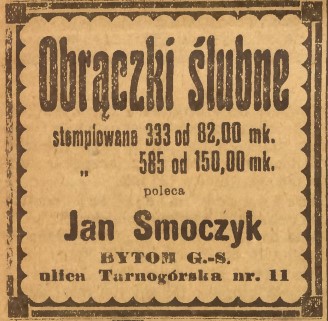 Obrączki ślubne
stemplowane 333 od 82,00 mk.
„ 585 od 150,00 mk.
poleca
Jan Smoczyk
BYTOM G.-S.
ulica Tarnogórska nr. 11